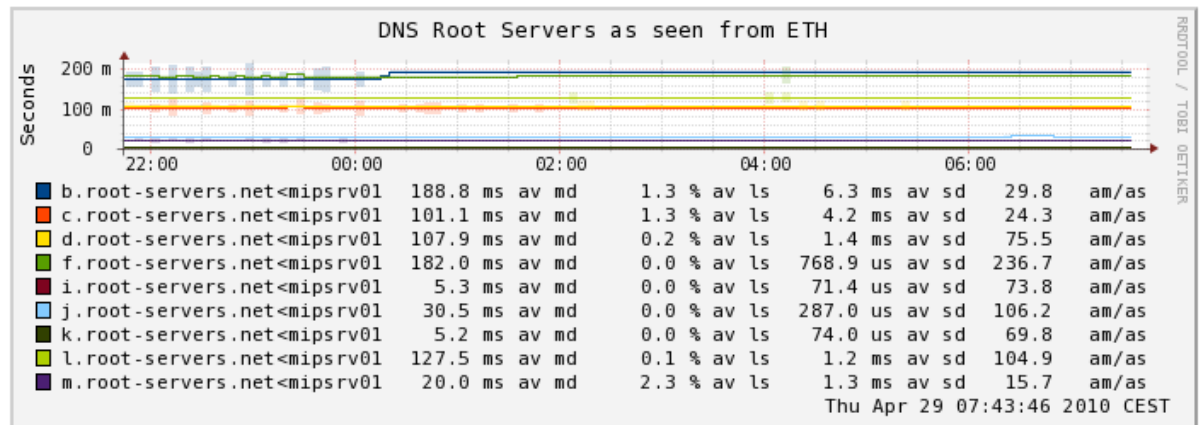 DNS Root Servers as seen from ETH
RRDTOOL / TOBI OETIKER
Seconds
200 m
100 m
0
22:00 00:00 02:00 04:00 06:00
b.root-servers.net<mipsrv01 188.8 ms av md 1.3 % av ls 6.3 ms av sd 29.8 am/as
c.root-servers.net<mipsrv01 101.1 ms av md 1.3 % av ls 4.2 ms av sd 24.3 am/as
d.root-servers.net<mipsrv01 107.9 ms av md 0.2 % av ls 1.4 ms av sd 75.5 am/as
f.root-servers.net<mipsrv01 182.0 ms av md 0.0 % av ls 768.9 us av sd 236.7 am/as
i.root-servers.net<mipsrv01 5.3 ms av md 0.0 % av ls 71.4 us av sd 73.8 am/as
j.root-servers.net<mipsrv01 30.5 ms av md 0.0 % av ls 287.0 us av sd 106.2 am/as
k.root-servers.net<mipsrv01 5.2 ms av md 0.0 % av ls 74.0 us av sd 69.8 am/as
l.root-servers.net<mipsrv01 127.5 ms av md 0.1 % av ls 1.2 ms av sd 104.9 am/as
m.root-servers.net<mipsrv01 20.0 ms av md 2.3 % av ls 1.3 ms av sd 15.7 am/as
Thu Apr 29 07:43:46 2010 CEST